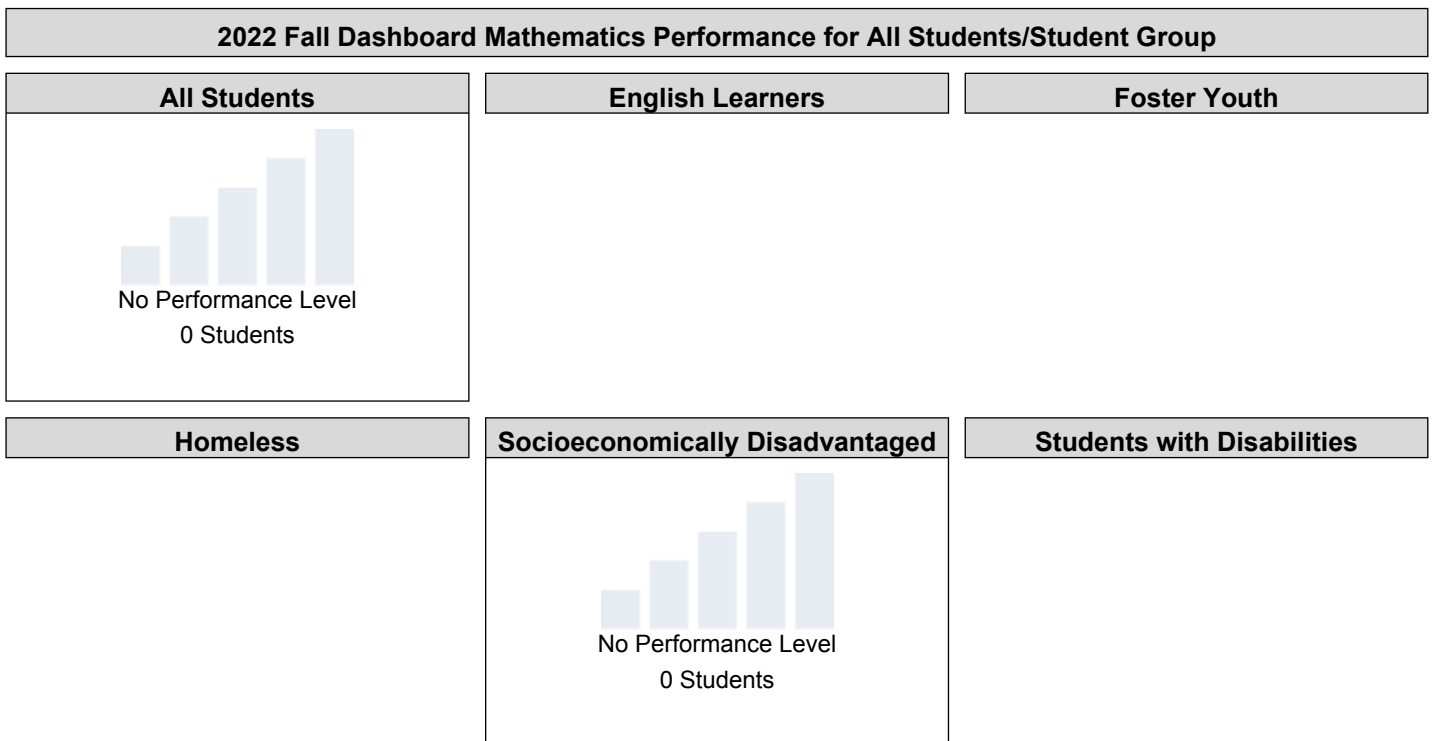 2022 Fall Dashboard Mathematics Performance for All Students/Student Group
All Students
English Learners
Foster Youth
No Performance Level
0 Students
Homeless
Socioeconomically Disadvantaged
Students with Disabilities
No Performance Level
0 Students